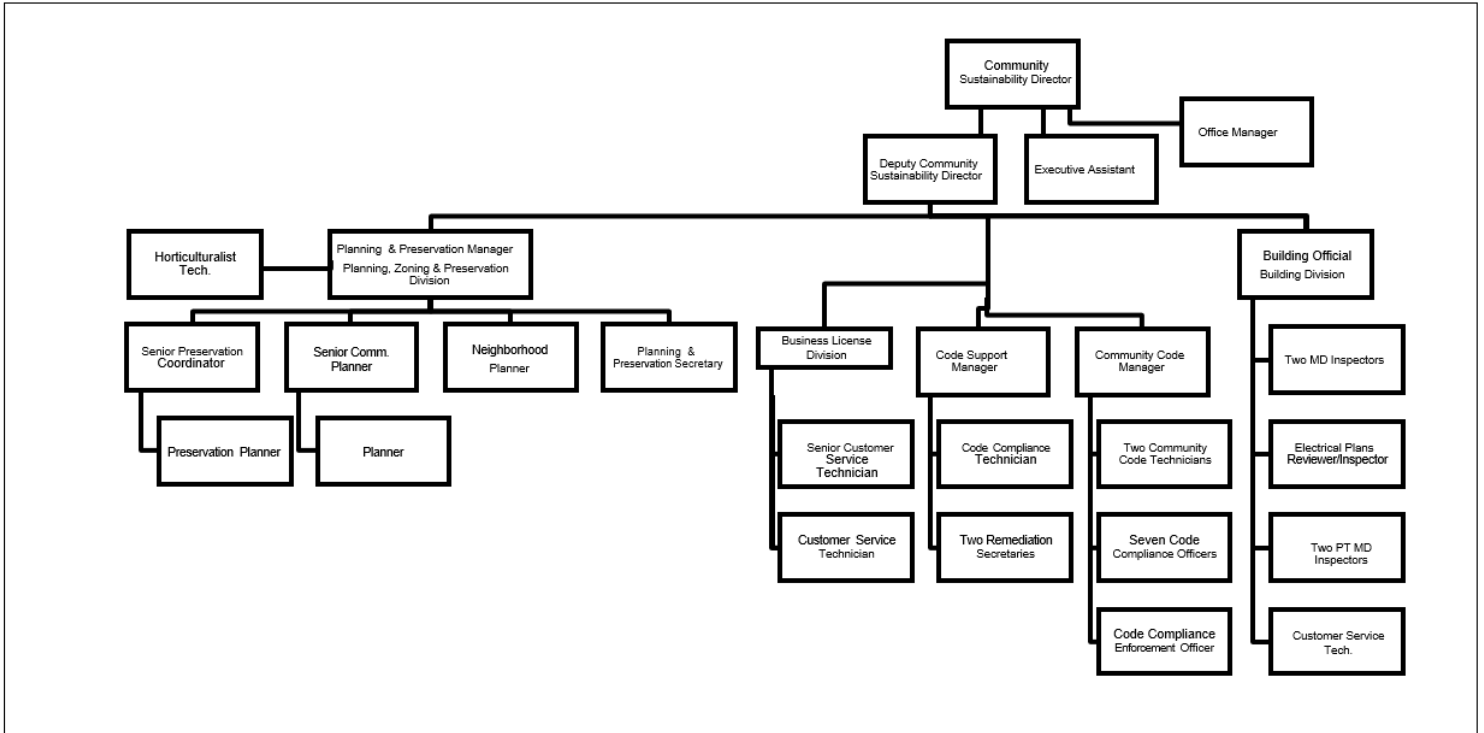 Community
Sustainability Director
Office Manager
Deputy Community
Sustainability Director
Executive Assistant
Horticulturalist
Tech.
Planning & Preservation Manager
Planning, Zoning & Preservation
Division
Building Official
Building Division
Senior Preservation
Coordinator
Senior Comm.
Planner
Neighborhood
Planner
Planning &
Preservation Secretary
Business License
Division
Code Support
Manager
Community Code
Manager
Two MD Inspectors
Preservation Planner
Planner
Senior Customer
Service
Technician
Code Compliance
Technician
Two Community
Code Technicians
Electrical Plans
Reviewer/Inspector
Customer Service
Technician
Two Remediation
Secretaries
Seven Code
Compliance Officers
Two PT MD
Inspectors
Code Compliance
Enforcement Officer
Customer Service
Tech.